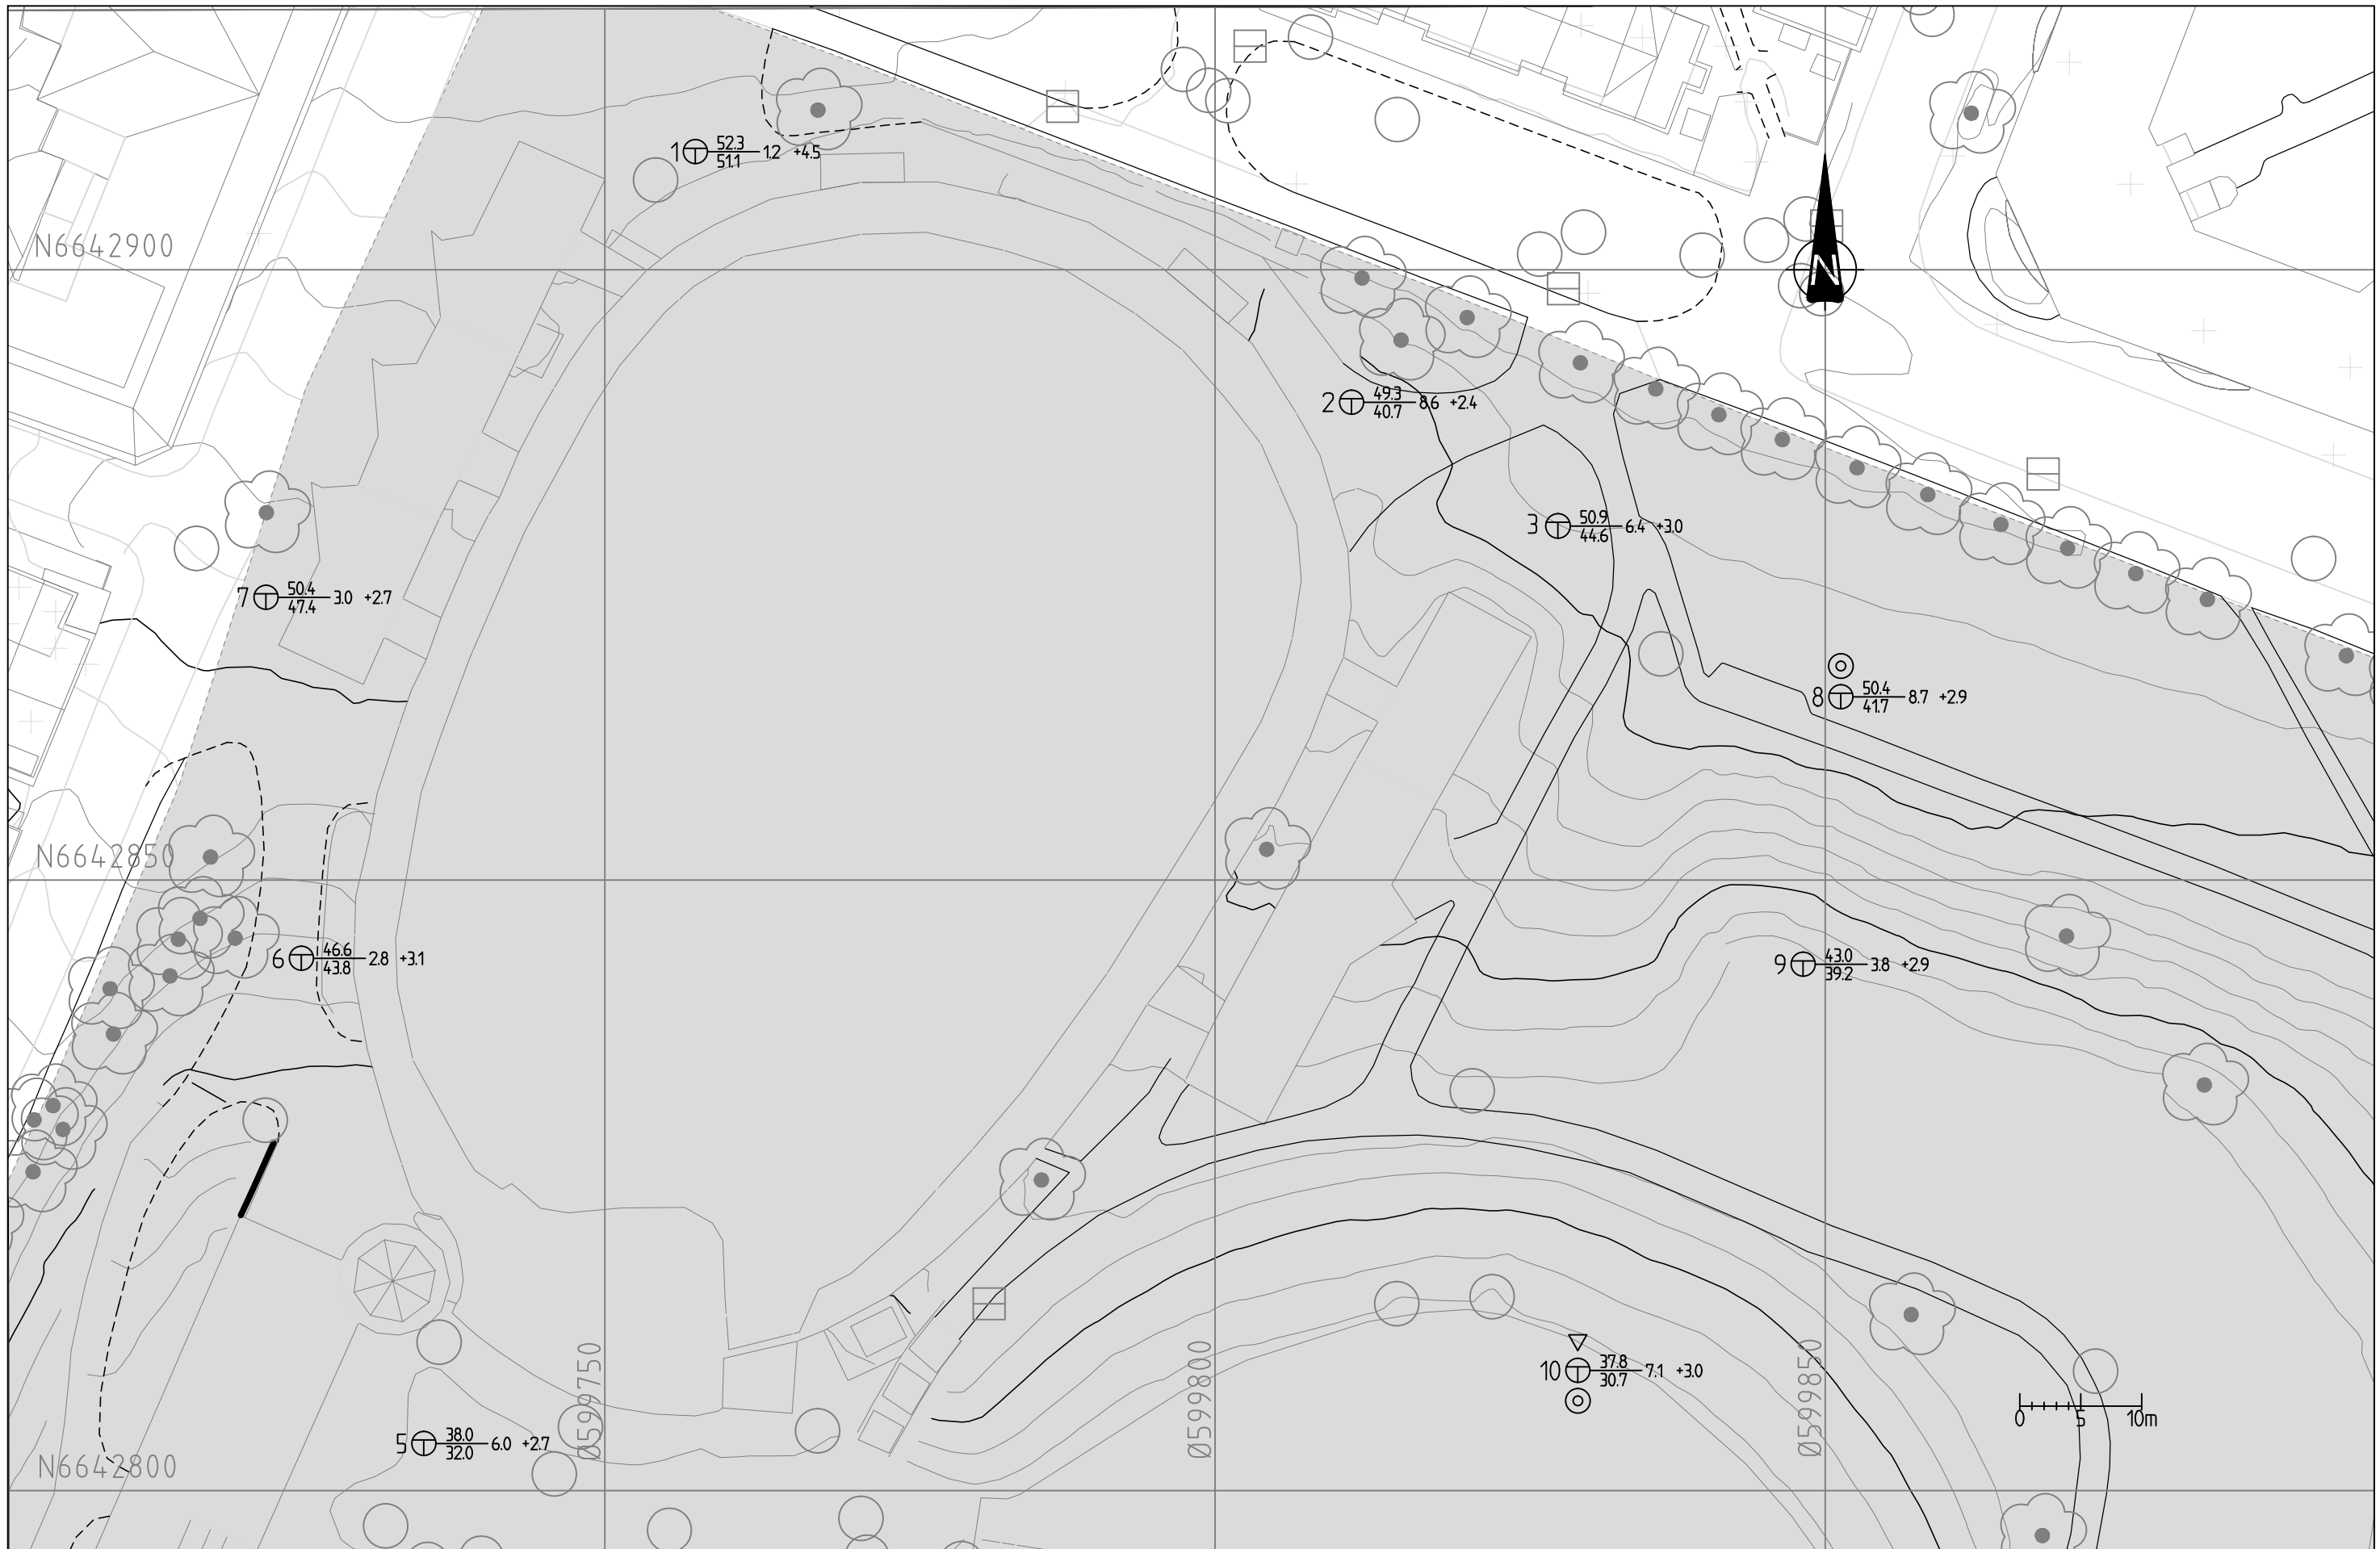 1 52.3 1.2 +4.5
51.1
N6642900
N
2 49.3 8.6 +2.4
40.7
3 50.9 6.4 +3.0
44.6
7 50.4 3.0 +2.7
47.4
8 50.4 8.7 +2.9
41.7
N6642850
6 46.6 2.8 +3.1
43.8
9 43.0 3.8 +2.9
39.2
Ø599750
Ø599800
Ø599850
10 37.8 7.1 +3.0
30.7
0 5 10m
5 38.0 6.0 +2.7
32.0
N6642800